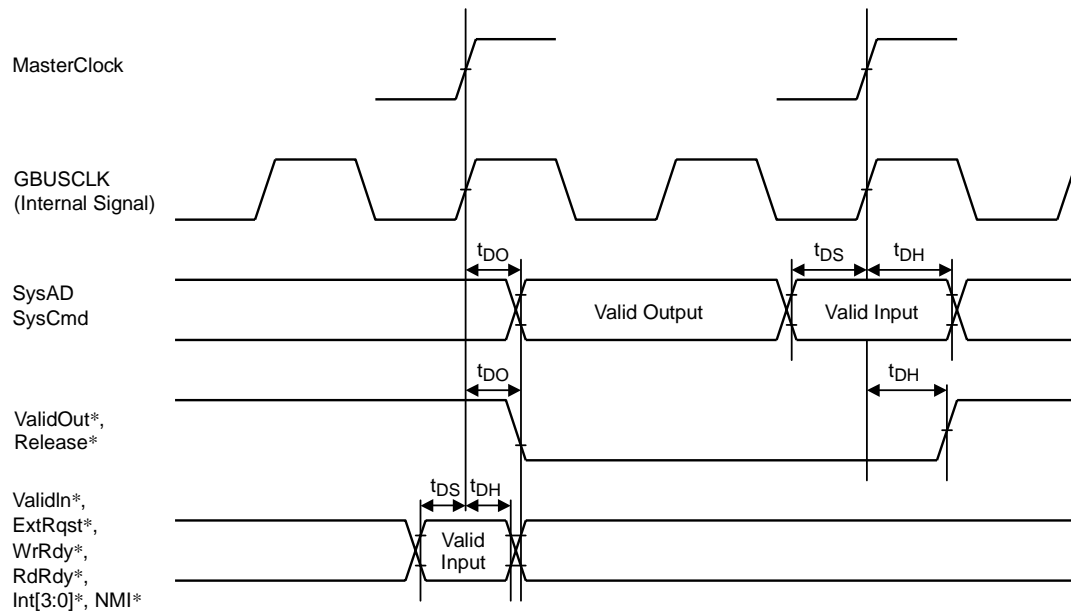 MasterClock
GBUSCLK
(Internal Signal)
tDO
tDS
tDH
SysAD
SysCmd
Valid Output
Valid Input
tDO
tDH
ValidOut*,
Release*
tDS
tDH
ValidIn*,
ExtRqst*,
WrRdy*,
RdRdy*,
Int[3:0]*, NMI*
Valid
Input